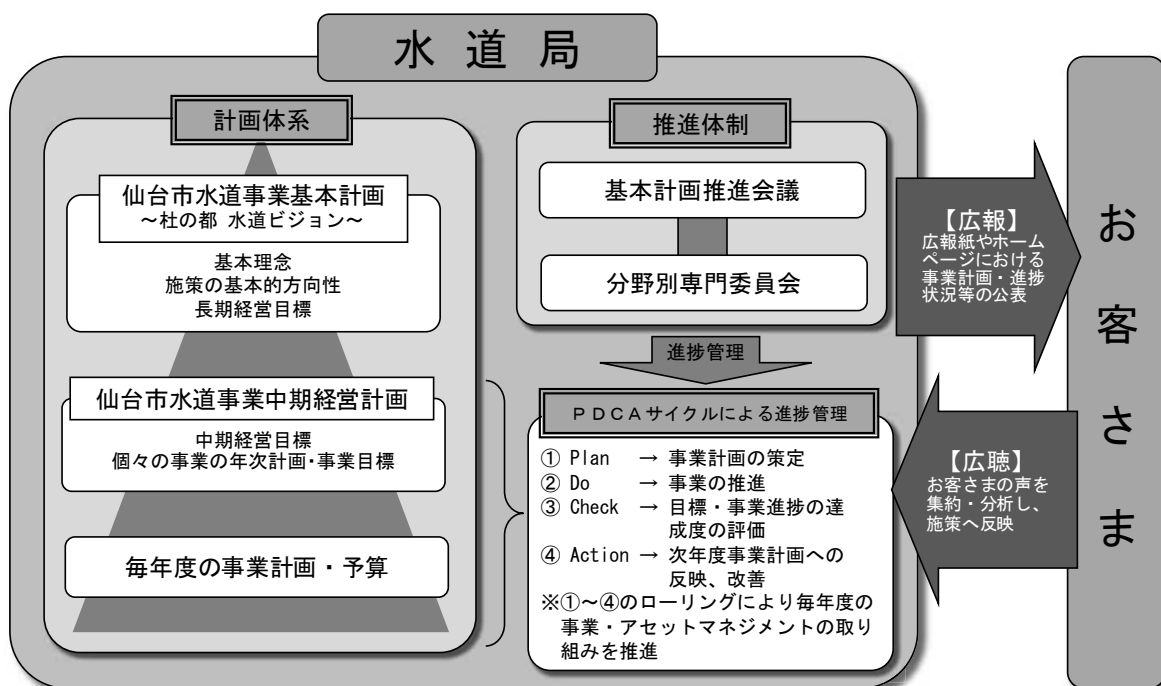 水道局
計画体系
仙台市水道事業基本計画
～杜の都 水道ビジョン～
基本理念
施策の基本的方向性
長期経営目標
仙台市水道事業中期経営計画
中期経営目標
個々の事業の年次計画・事業目標
毎年度の事業計画・予算
推進体制
基本計画推進会議
分野別専門委員会
進捗管理
ＰＤＣＡサイクルによる進捗管理
① Plan → 事業計画の策定
② Do → 事業の推進
③ Check → 目標・事業進捗の達
成度の評価
④ Action → 次年度事業計画への
反映、改善
※①～④のローリングにより毎年度の
事業・アセットマネジメントの取り
組みを推進
【広報】
広報紙やホーム
ページにおける
事業計画・進捗
状況等の公表
【広聴】
お客さまの声を
集約・分析し、
施策へ反映
お客さま